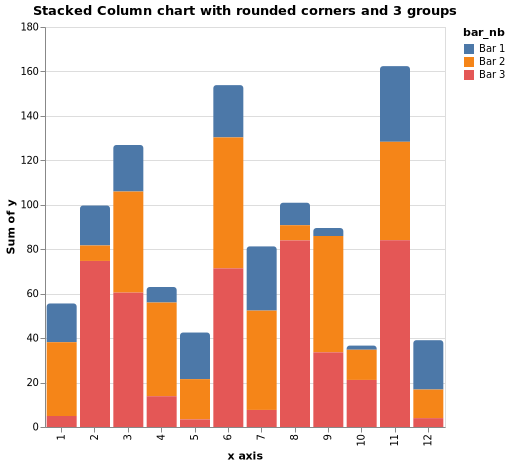 Stacked Column chart with rounded corners and 3 groups
bar_nb
Bar 1
Bar 2
Bar 3
Sum of y
180
160
140
120
100
80
60
40
20
0
1 2 3 4 5 6 7 8 9 10 11 12
x axis